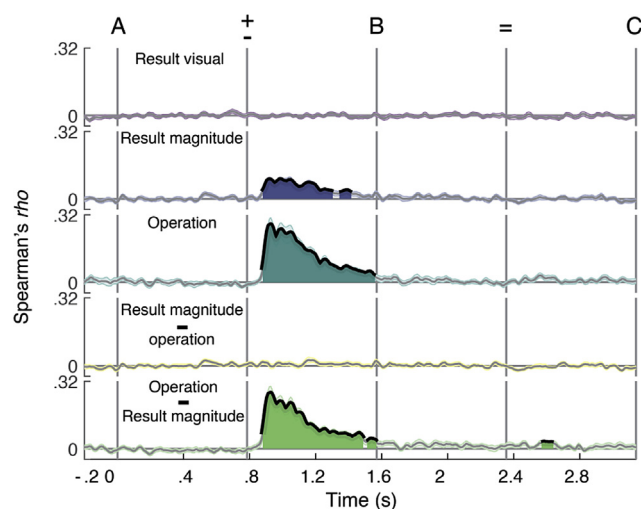 A + - B = C
.32
Result visual
0
.32
Result magnitude
0
.32
Operation
0
.32
Result magnitude
-
operation
0
.32
Operation
-
Result magnitude
0
Spearman's rho
-.2 0 .4 .8 1.2 1.6 2 2.4 2.8
Time (s)